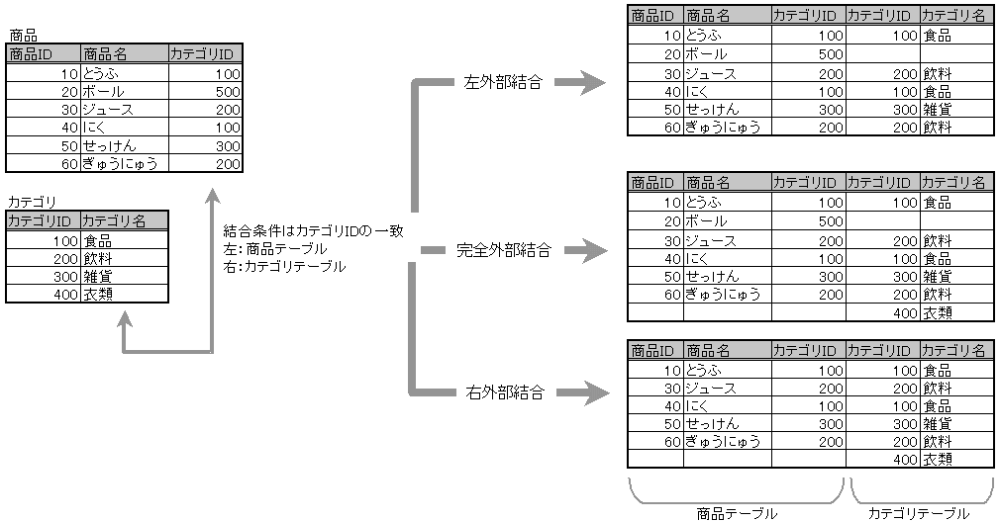 商品
商品ID 商品名 カテゴリID
10 とうふ 100
20 ボール 500
30 ジュース 200
40 にく 100
50 せっけん 300
60 ぎゅうにゅう 200
カテゴリ
カテゴリID カテゴリ名
100 食品
200 飲料
300 雑貨
400 衣類
結合条件はカテゴリIDの一致
左:商品テーブル
右:カテゴリテーブル
左外部結合
商品ID 商品名 カテゴリID カテゴリID カテゴリ名
10 とうふ 100 100 食品
20 ボール 500
30 ジュース 200 200 飲料
40 にく 100 100 食品
50 せっけん 300 300 雑貨
60 ぎゅうにゅう 200 200 飲料
完全外部結合
商品ID 商品名 カテゴリID カテゴリID カテゴリ名
10 とうふ 100 100 食品
20 ボール 500
30 ジュース 200 200 飲料
40 にく 100 100 食品
50 せっけん 300 300 雑貨
60 ぎゅうにゅう 200 200 飲料
400 衣類
右外部結合
商品ID 商品名 カテゴリID カテゴリID カテゴリ名
10 とうふ 100 100 食品
30 ジュース 200 200 飲料
40 にく 100 100 食品
50 せっけん 300 300 雑貨
60 ぎゅうにゅう 200 200 飲料
400 衣類
商品テーブル カテゴリテーブル